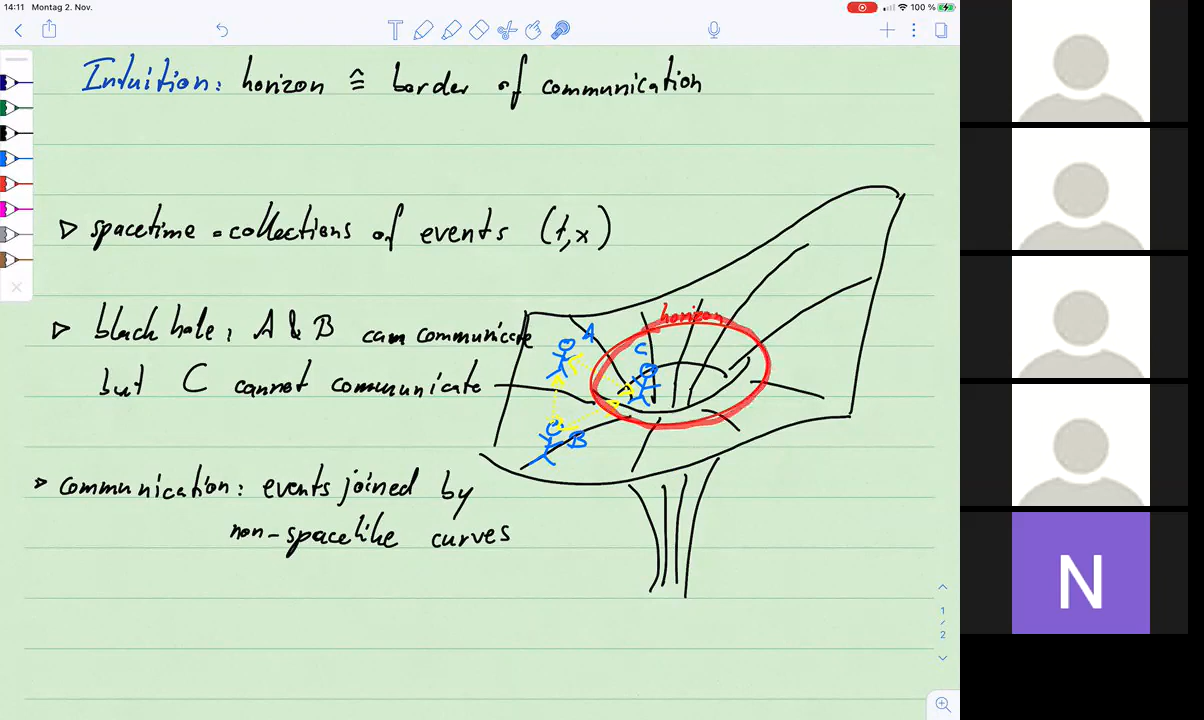 14:11 Montag 2. Nov.
100 %
Intuition: horizon ≙ border of communication
▷ spacetime = collections of events (t,x)
▷ black hole: A & B can communicate
but C cannot communicate
▷ communication: events joined by
non-spacelike curves
horizon
A
C
B
1
/
2
N